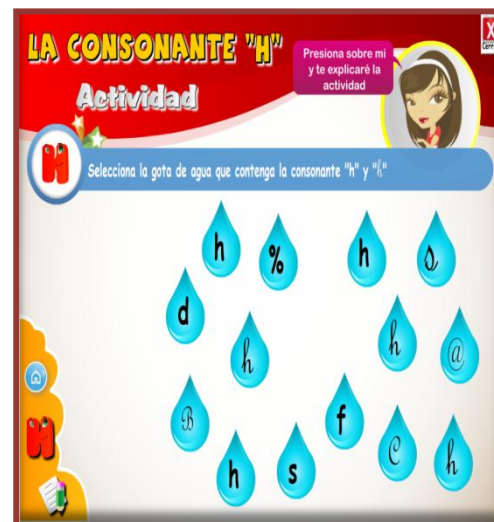 LA CONSONANTE "H"
Actividad
Presiona sobre mi
y te explicaré la
actividad
X
Cerrar
H
Selecciona la gota de agua que contenga la consonante "h" y "h"
h % h s
d h h @
B f C h
h s
H